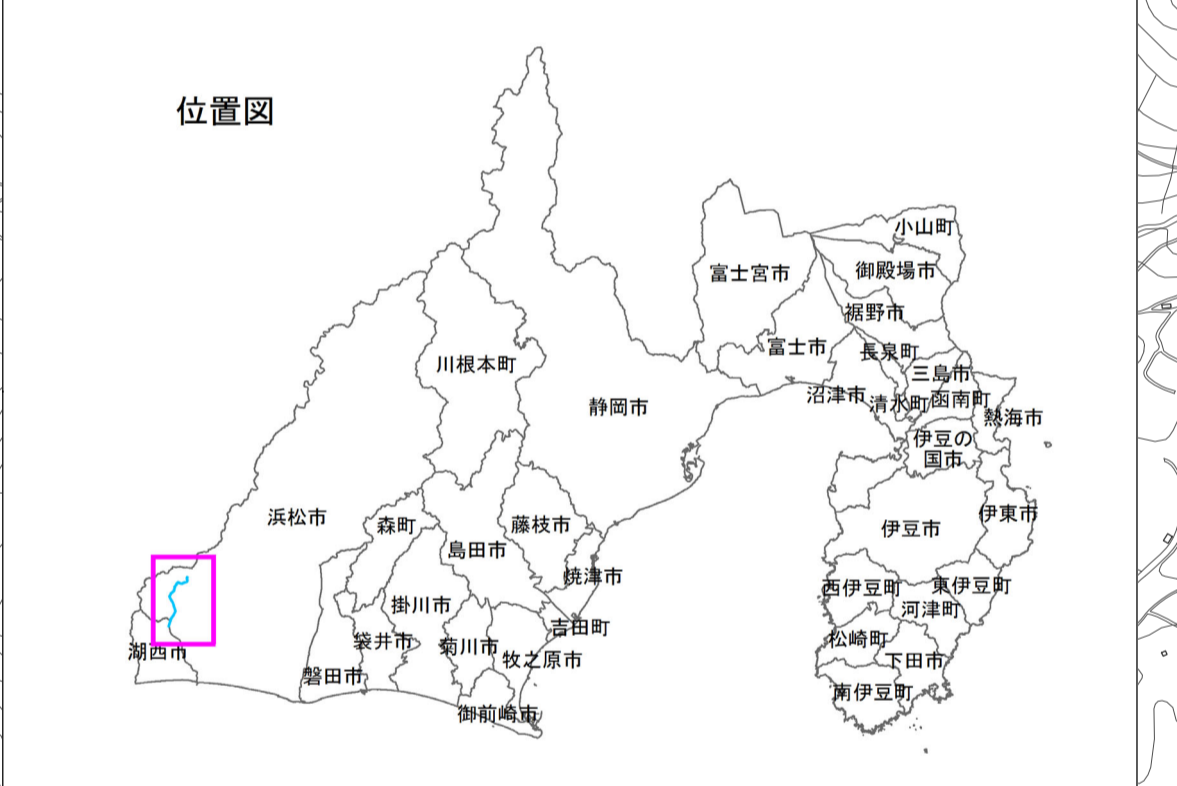 位置図
小山町
御殿場市
富士宮市
裾野市
富士市
長泉町
川根本町
三島市
沼津市
清水町
函南町
静岡市
熱海市
伊豆の
国市
浜松市
森町
藤枝市
伊豆市
伊東市
島田市
焼津市
西伊豆町
東伊豆町
掛川市
河津町
吉田町
袋井市
菊川市
松崎町
湖西市
牧之原市
下田市
磐田市
南伊豆町
御前崎市